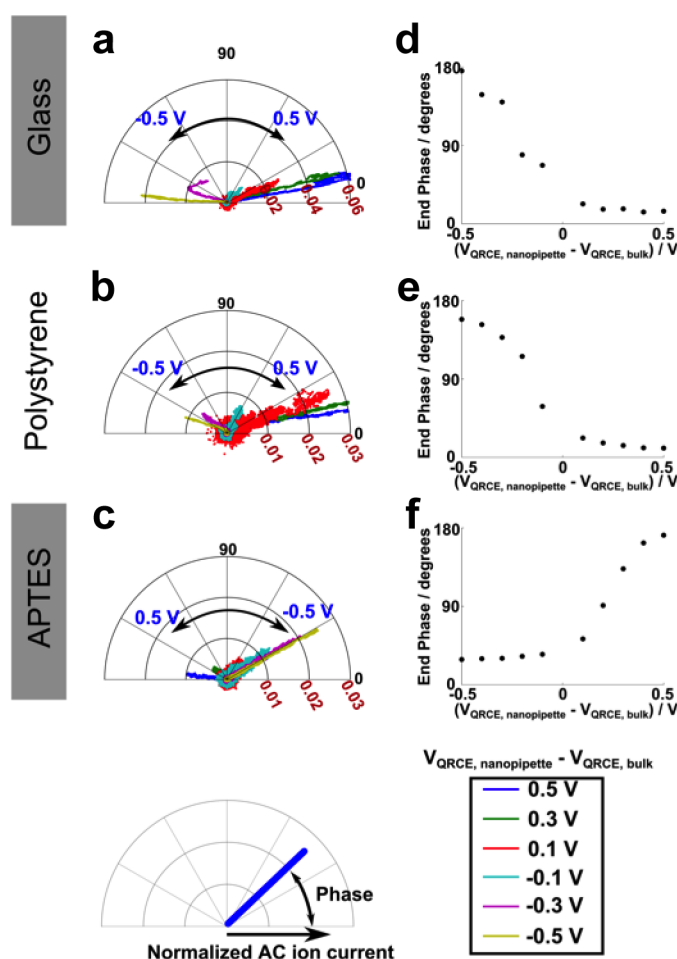 Glass
a
90
-0.5 V 0.5 V
0
0.02 0.04 0.06
d
End Phase / degrees
180
90
0
-0.5 0 0.5
(VQRCE, nanopipette - VQRCE, bulk) / V
Polystyrene
b
90
-0.5 V 0.5 V
0
0.01 0.02 0.03
e
End Phase / degrees
180
90
0
-0.5 0 0.5
(VQRCE, nanopipette - VQRCE, bulk) / V
APTES
c
90
0.5 V -0.5 V
0
0.01 0.02 0.03
f
End Phase / degrees
180
90
0
-0.5 0 0.5
(VQRCE, nanopipette - VQRCE, bulk) / V
Phase
Normalized AC ion current
VQRCE, nanopipette - VQRCE, bulk
0.5 V
0.3 V
0.1 V
-0.1 V
-0.3 V
-0.5 V